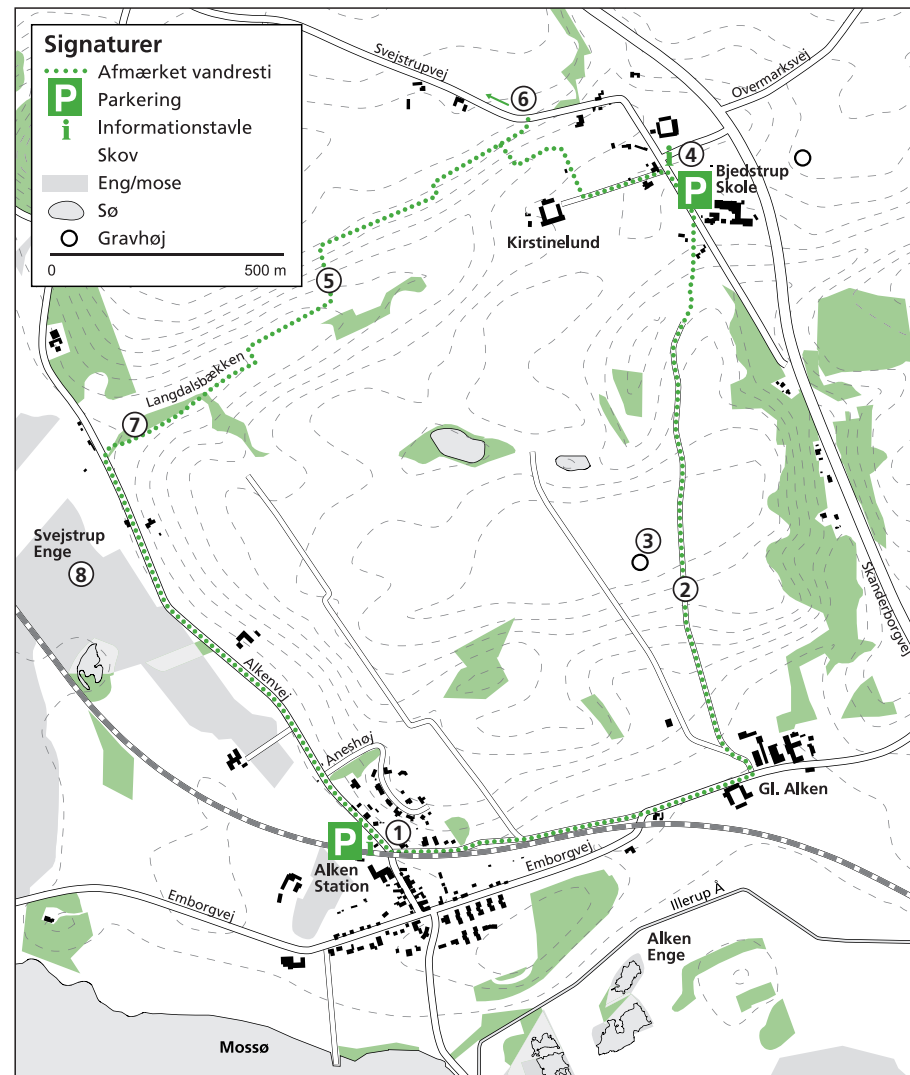 Signaturer
Afmærket vandresti
P
Parkering
i
Informationstavle
Skov
Eng/mose
Sø
Gravhøj
0
500 m
Svejstrupvej
6
Overmarksvej
4
P
Bjedstrup
Skole
Kirstinelund
5
Langdalsbækken
7
Svejstrup
Enge
8
3
2
Skanderborgvej
Alkenvej
Aneshøj
Gl. Alken
1
P
i
Alken
Station
Emborgvej
Emborgvej
Illerup Å
Alken
Enge
Mossø